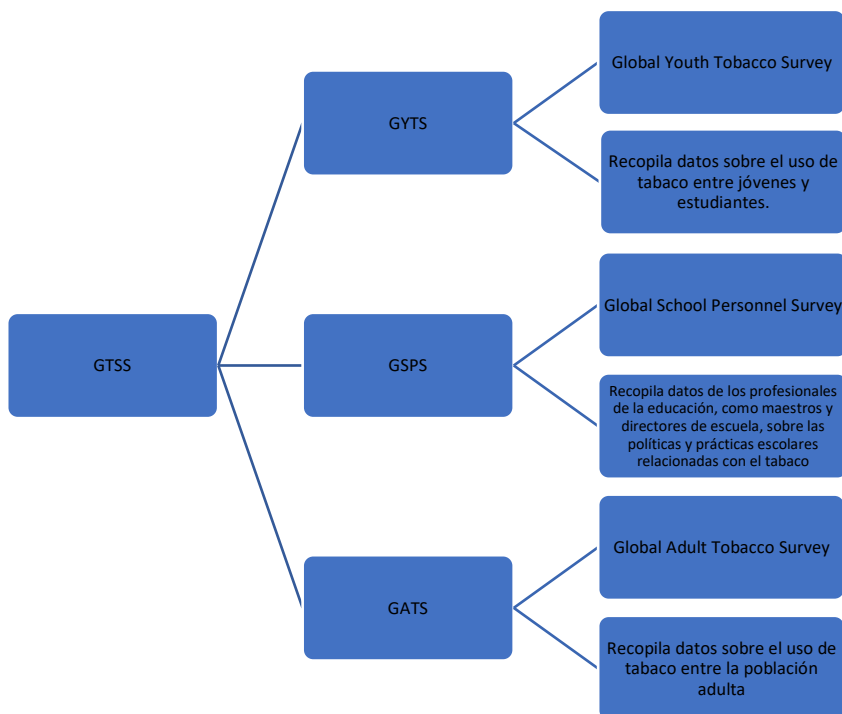 GTSS
GYTS
Global Youth Tobacco Survey
Recopila datos sobre el uso de
tabaco entre jóvenes y
estudiantes.
GSPS
Global School Personnel Survey
Recopila datos de los profesionales
de la educación, como maestros y
directores de escuela, sobre las
políticas y prácticas escolares
relacionadas con el tabaco
GATS
Global Adult Tobacco Survey
Recopila datos sobre el uso de
tabaco entre la población
adulta